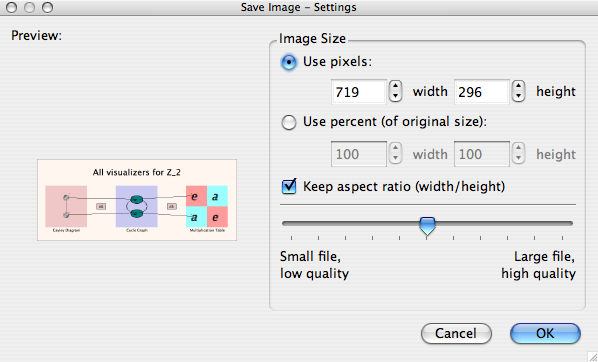 Save Image – Settings
Preview:
Image Size
Use pixels:
719 width 296 height
Use percent (of original size):
100 width 100 height
Keep aspect ratio (width/height)
Small file,
low quality
Large file,
high quality
Cancel OK
All visualizers for Z_2
e a
a e
Cayley Diagram
Cycle Graph
Multiplication Table